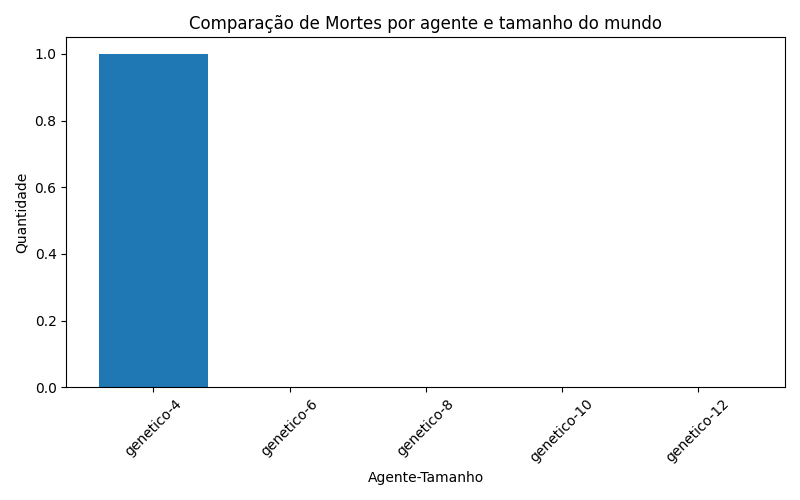 Comparação de Mortes por agente e tamanho do mundo
1.0
0.8
0.6
0.4
0.2
0.0
Quantidade
genetico-4
genetico-6
genetico-8
genetico-10
genetico-12
Agente-Tamanho